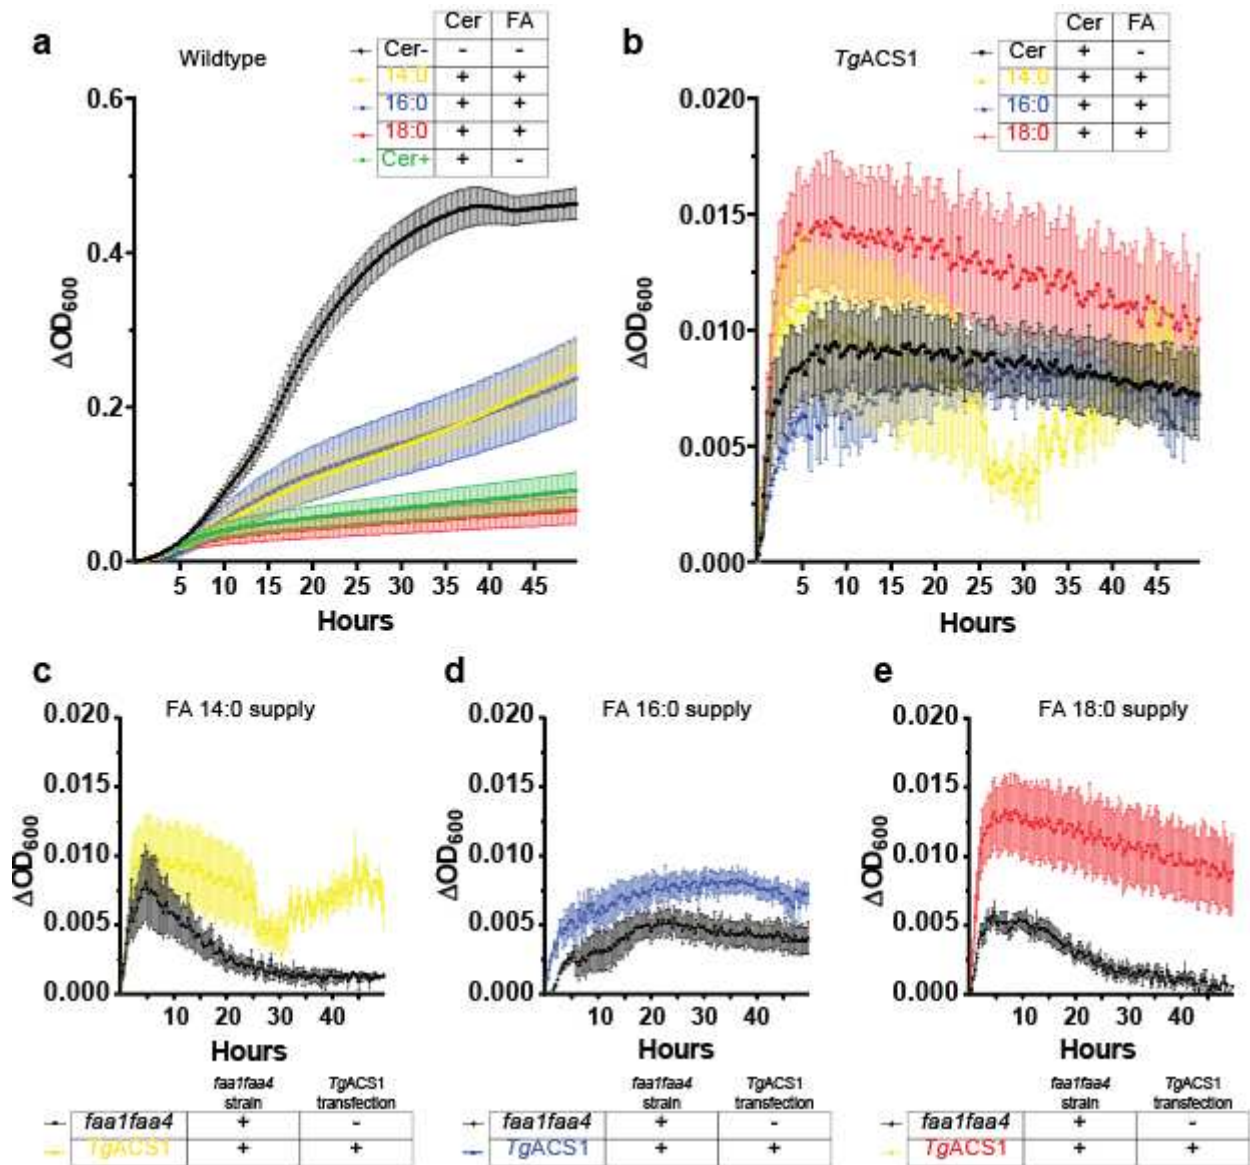 a
Wildtype
Cer FA
Cer- - -
14:0 + +
16:0 + +
18:0 + +
Cer+ + -
0.6
0.4
0.2
0.0
ΔOD600
5 10 15 20 25 30 35 40 45
Hours
b
TgACS1
Cer FA
Cer + -
14:0 + +
16:0 + +
18:0 + +
0.020
0.015
0.010
0.005
0.000
ΔOD600
5 10 15 20 25 30 35 40 45
Hours
c
FA 14:0 supply
0.020
0.015
0.010
0.005
0.000
ΔOD600
10 20 30 40
Hours
faa1faa4 strain
TgACS1 transfection
faa1faa4 + -
TgACS1 + +
d
FA 16:0 supply
0.020
0.015
0.010
0.005
0.000
ΔOD600
10 20 30 40
Hours
faa1faa4 strain
TgACS1 transfection
faa1faa4 + -
TgACS1 + +
e
FA 18:0 supply
0.020
0.015
0.010
0.005
0.000
ΔOD600
10 20 30 40
Hours
faa1faa4 strain
TgACS1 transfection
faa1faa4 + -
TgACS1 + +